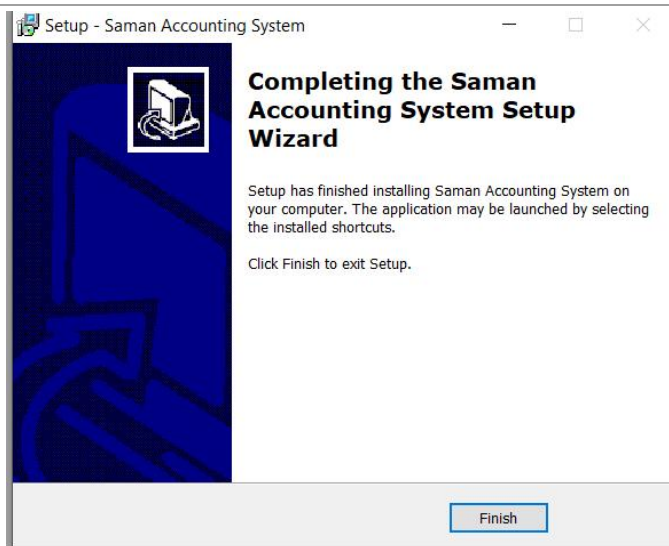 Setup - Saman Accounting System
Completing the Saman
Accounting System Setup
Wizard
Setup has finished installing Saman Accounting System on
your computer. The application may be launched by selecting
the installed shortcuts.
Click Finish to exit Setup.
Finish